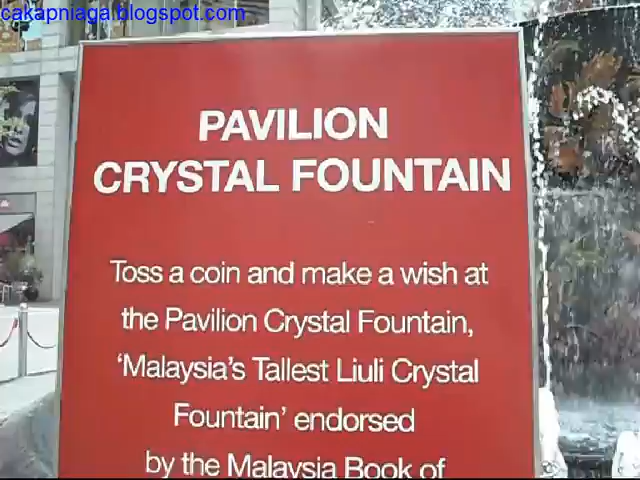 cakapniaga.blogspot.com
PAVILION
CRYSTAL FOUNTAIN
Toss a coin and make a wish at
the Pavilion Crystal Fountain,
‘Malaysia’s Tallest Liuli Crystal
Fountain’ endorsed
by the Malaysia Book of